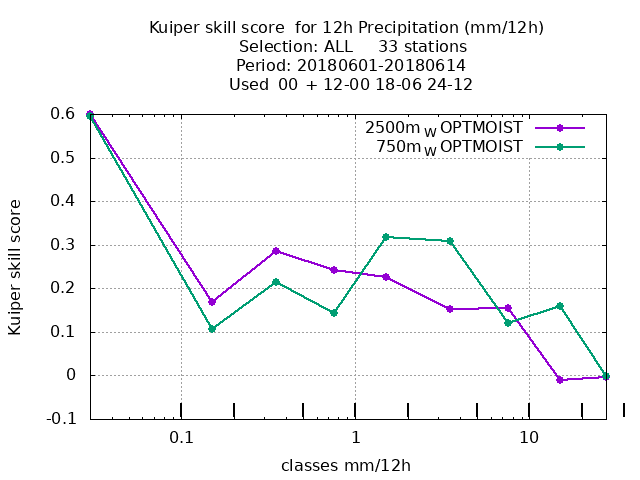 Kuiper skill score  for 12h Precipitation (mm/12h)
Selection: ALL     33 stations
Period: 20180601-20180614
Used  00  + 12-00 18-06 24-12
2500m W OPTMOIST
750m W OPTMOIST
0.6
0.5
0.4
0.3
0.2
0.1
0
-0.1
Kuiper skill score
0.1 1 10
classes mm/12h